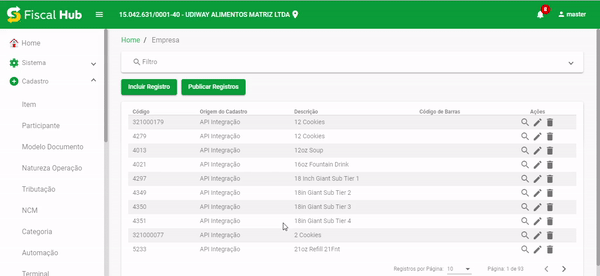 Fiscal Hub
15.042.631/0001-40 - UDIWAY ALIMENTOS MATRIZ LTDA
8
master
Home
Sistema
Cadastro
Item
Participante
Modelo Documento
Natureza Operação
Tributação
NCM
Categoria
Automação
Terminal
Home / Empresa
Filtro
Incluir Registro Publicar Registros
Código Origem do Cadastro Descrição Código de Barras Ações
321000179 API Integração 12 Cookies
4279 API Integração 12 Cookies
4013 API Integração 12oz Soup
4021 API Integração 16oz Fountain Drink
4297 API Integração 18 Inch Giant Sub Tier 1
4349 API Integração 18in Giant Sub Tier 2
4350 API Integração 18in Giant Sub Tier 3
4351 API Integração 18in Giant Sub Tier 4
321000077 API Integração 2 Cookies
5233 API Integração 21oz Refill 21Fnt
Registros por Página: 10 Página: 1 de 93